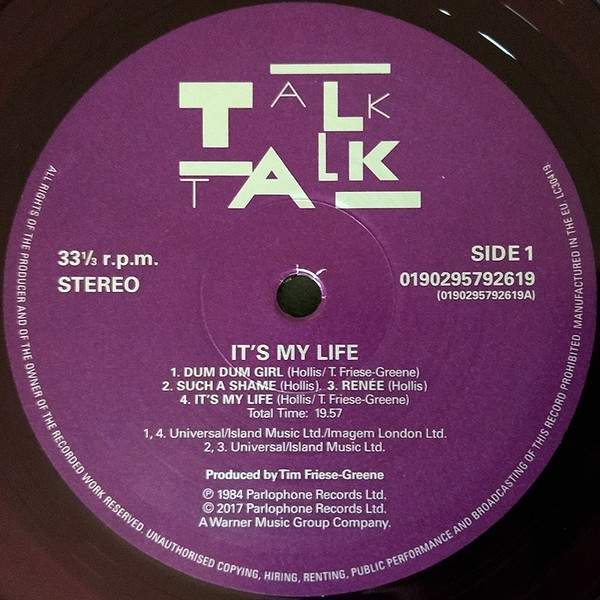 TALK
TALK
33⅓ r.p.m.
STEREO
SIDE 1
0190295792619
(0190295792619A)
IT'S MY LIFE
1. DUM DUM GIRL (Hollis/ T. Friese-Greene)
2. SUCH A SHAME (Hollis). 3. RENÉE (Hollis)
4. IT'S MY LIFE (Hollis/ T. Friese-Greene)
Total Time: 19.57
1, 4. Universal/Island Music Ltd./Imagem London Ltd.
2, 3. Universal/Island Music Ltd.
Produced by Tim Friese-Greene
℗ 1984 Parlophone Records Ltd.
© 2017 Parlophone Records Ltd.
A Warner Music Group Company.
ALL RIGHTS OF THE PRODUCER AND OF THE OWNER OF THE RECORDED WORK RESERVED. UNAUTHORISED COPYING, HIRING, RENTING, PUBLIC PERFORMANCE AND BROADCASTING OF THIS RECORD PROHIBITED. MANUFACTURED IN THE EU. LC30419.